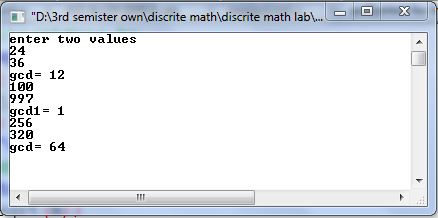 "D:\3rd semister own\discrite math\discrite math lab\...
enter two values
24
36
gcd= 12
100
997
gcd1= 1
256
320
gcd= 64